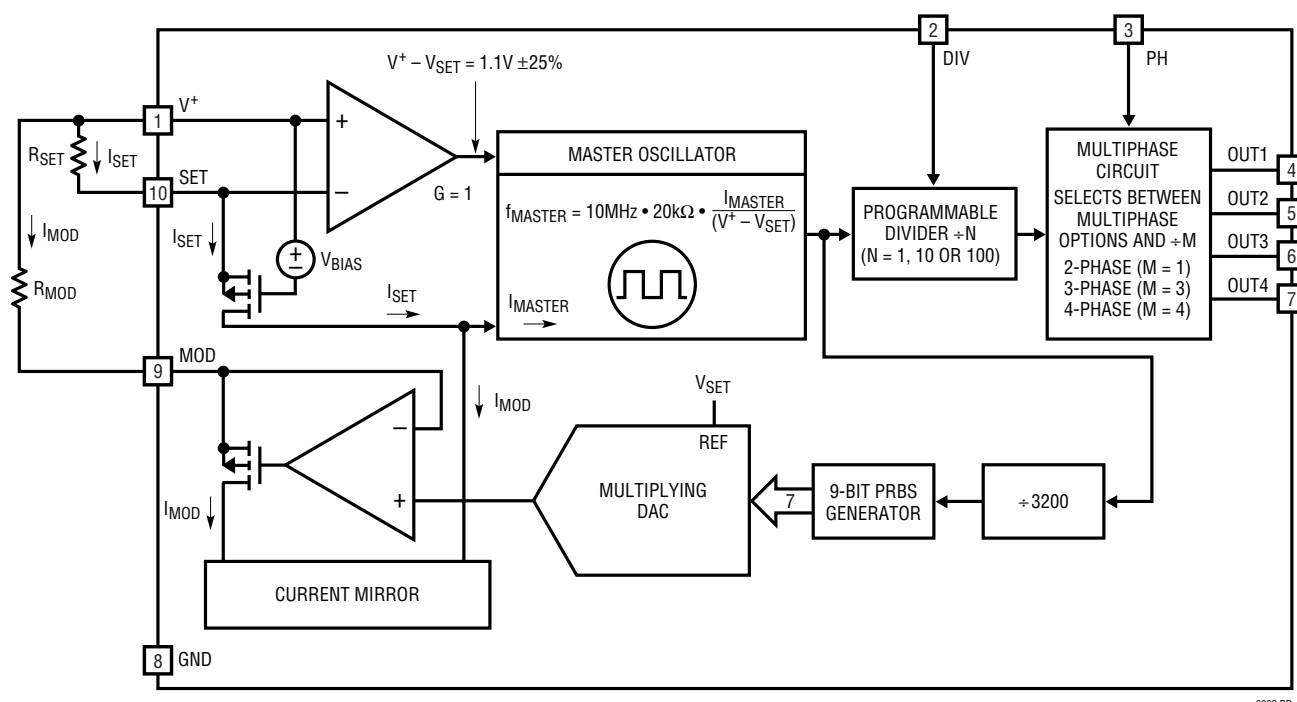 2
DIV
3
PH
V⁺ – V_SET = 1.1V ±25%
1
V⁺
R_SET
I_SET
10
SET
+
–
G = 1
I_SET
+
–
V_BIAS
I_MOD
R_MOD
I_SET
MASTER OSCILLATOR
f_MASTER = 10MHz • 20kΩ • I_MASTER / (V⁺ – V_SET)
I_MASTER
PROGRAMMABLE
DIVIDER ÷N
(N = 1, 10 OR 100)
MULTIPHASE
CIRCUIT
SELECTS BETWEEN
MULTIPHASE
OPTIONS AND ÷M
2-PHASE (M = 1)
3-PHASE (M = 3)
4-PHASE (M = 4)
OUT1
4
OUT2
5
OUT3
6
OUT4
7
9
MOD
I_MOD
–
+
I_MOD
CURRENT MIRROR
V_SET
REF
MULTIPLYING
DAC
7
9-BIT PRBS
GENERATOR
÷3200
8
GND